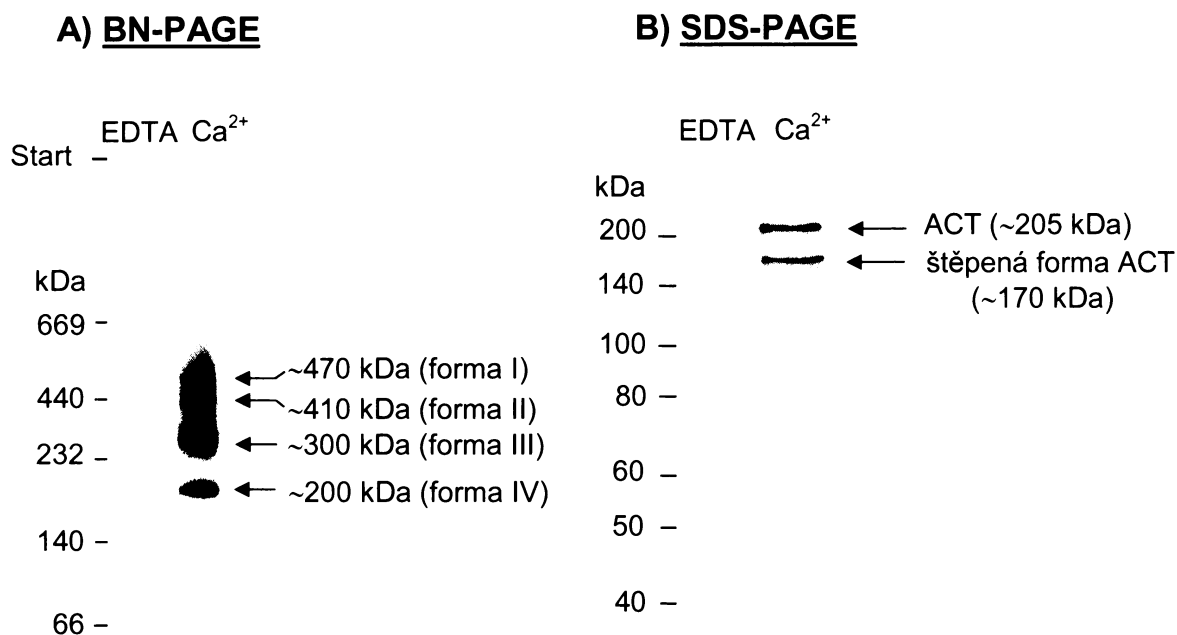 A) BN-PAGE
EDTA Ca²⁺
Start –
kDa
669 –
440 –
232 –
140 –
66 –
~470 kDa (forma I)
~410 kDa (forma II)
~300 kDa (forma III)
~200 kDa (forma IV)
B) SDS-PAGE
EDTA Ca²⁺
kDa
200 –
140 –
100 –
80 –
60 –
50 –
40 –
ACT (~205 kDa)
štěpená forma ACT
(~170 kDa)